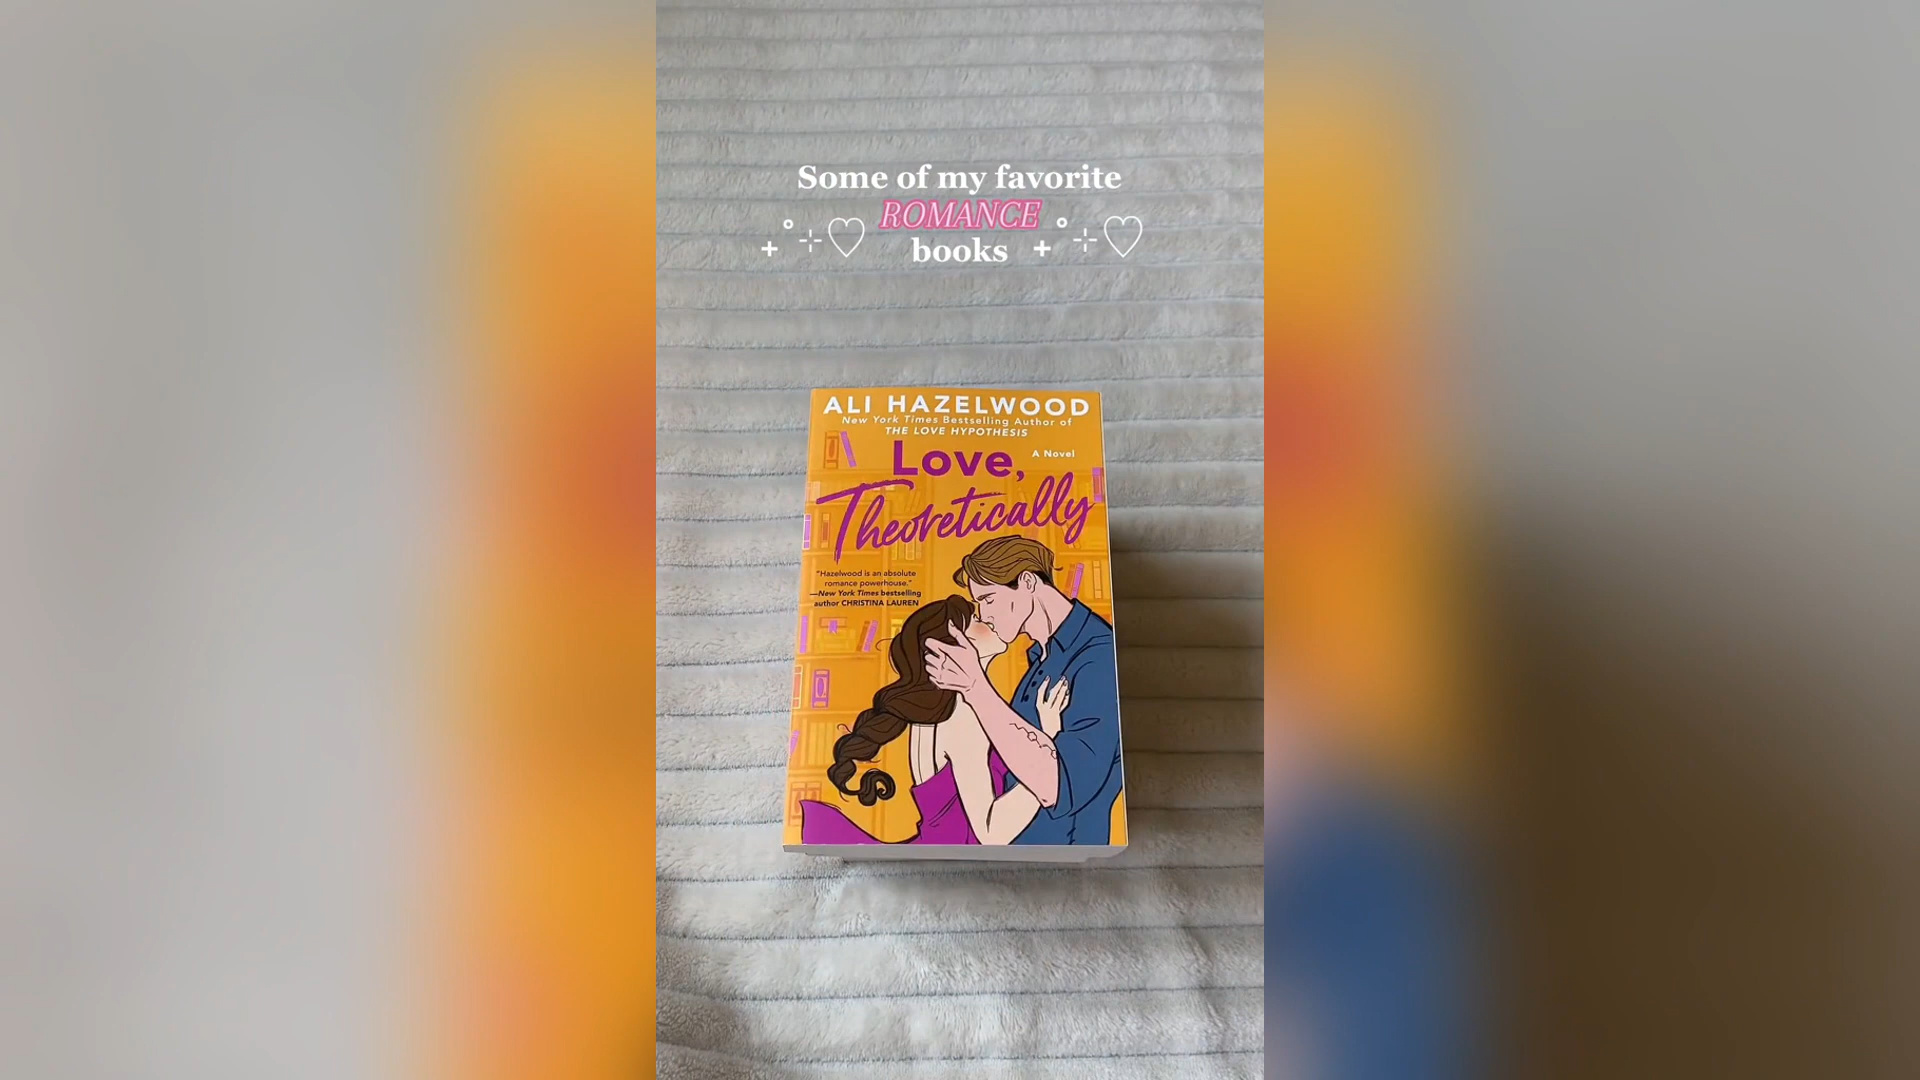 Some of my favorite
ROMANCE
books
ALI HAZELWOOD
New York Times Bestselling Author of
THE LOVE HYPOTHESIS
Love,
A Novel
Theoretically
"Hazelwood is an absolute
romance powerhouse."
—New York Times bestselling
author CHRISTINA LAUREN